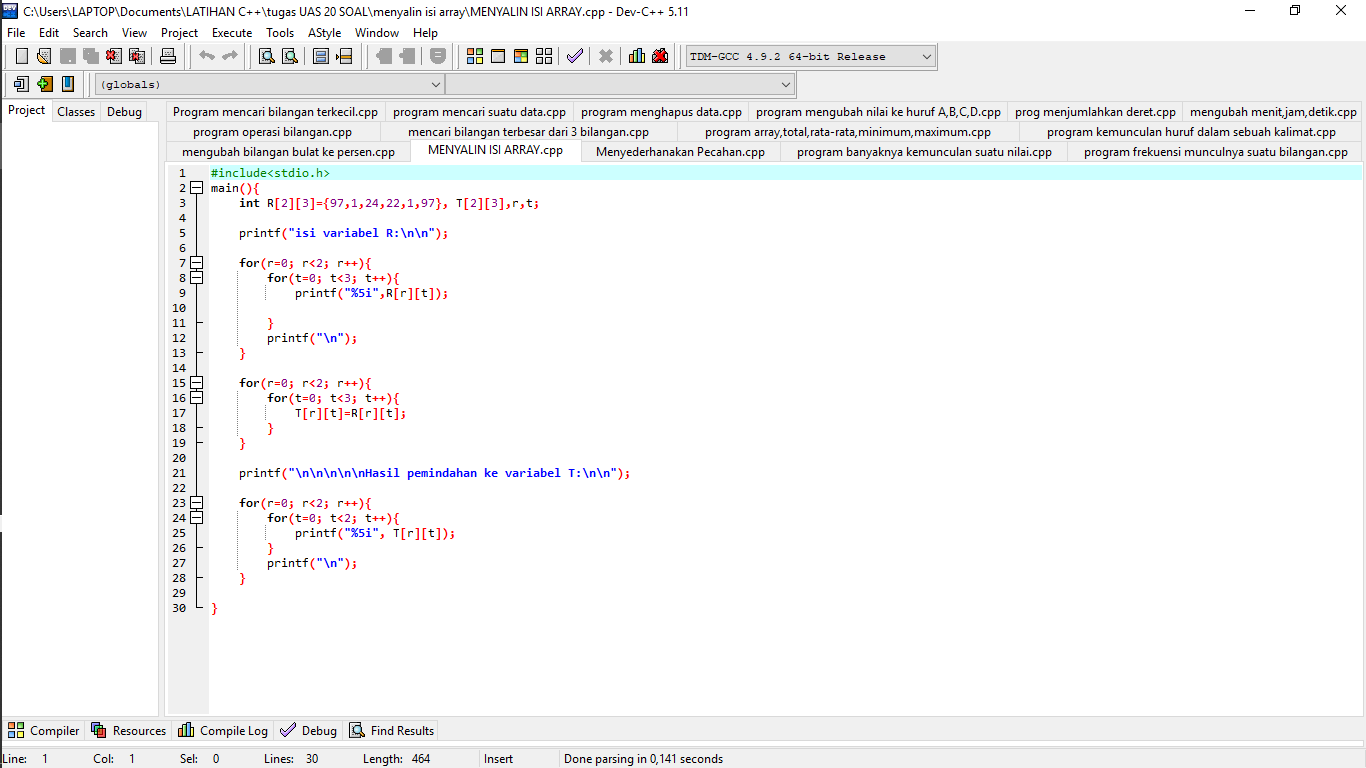 C:\Users\LAPTOP\Documents\LATIHAN C++\tugas UAS 20 SOAL\menyalin isi array\MENYALIN ISI ARRAY.cpp - Dev-C++ 5.11
File Edit Search View Project Execute Tools AStyle Window Help
TDM-GCC 4.9.2 64-bit Release
(globals)
Project Classes Debug
Program mencari bilangan terkecil.cpp program mencari suatu data.cpp program menghapus data.cpp program mengubah nilai ke huruf A,B,C,D.cpp prog menjumlahkan deret.cpp mengubah menit,jam,detik.cpp
program operasi bilangan.cpp mencari bilangan terbesar dari 3 bilangan.cpp program array,total,rata-rata,minimum,maximum.cpp program kemunculan huruf dalam sebuah kalimat.cpp
mengubah bilangan bulat ke persen.cpp MENYALIN ISI ARRAY.cpp Menyederhanakan Pecahan.cpp program banyaknya kemunculan suatu nilai.cpp program frekuensi munculnya suatu bilangan.cpp
1 #include<stdio.h>
2 main(){
3 int R[2][3]={97,1,24,22,1,97}, T[2][3],r,t;
4
5 printf("isi variabel R:\n\n");
6
7 for(r=0; r<2; r++){
8 for(t=0; t<3; t++){
9 printf("%5i",R[r][t]);
10
11 }
12 printf("\n");
13 }
14
15 for(r=0; r<2; r++){
16 for(t=0; t<3; t++){
17 T[r][t]=R[r][t];
18 }
19 }
20
21 printf("\n\n\n\n\nHasil pemindahan ke variabel T:\n\n");
22
23 for(r=0; r<2; r++){
24 for(t=0; t<2; t++){
25 printf("%5i", T[r][t]);
26 }
27 printf("\n");
28 }
29
30 }
Compiler Resources Compile Log Debug Find Results
Line: 1 Col: 1 Sel: 0 Lines: 30 Length: 464 Insert Done parsing in 0,141 seconds